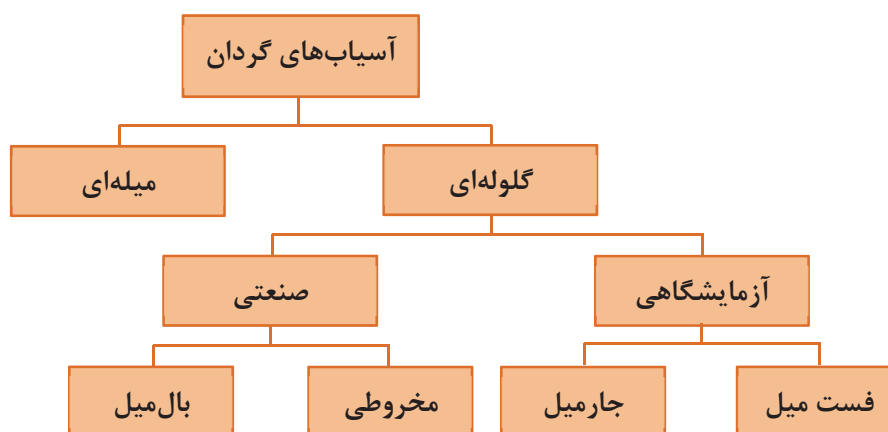 آسیاب‌های گردان
گلوله‌ای
میله‌ای
آزمایشگاهی
صنعتی
فست میل
جارمیل
مخروطی
بال‌میل